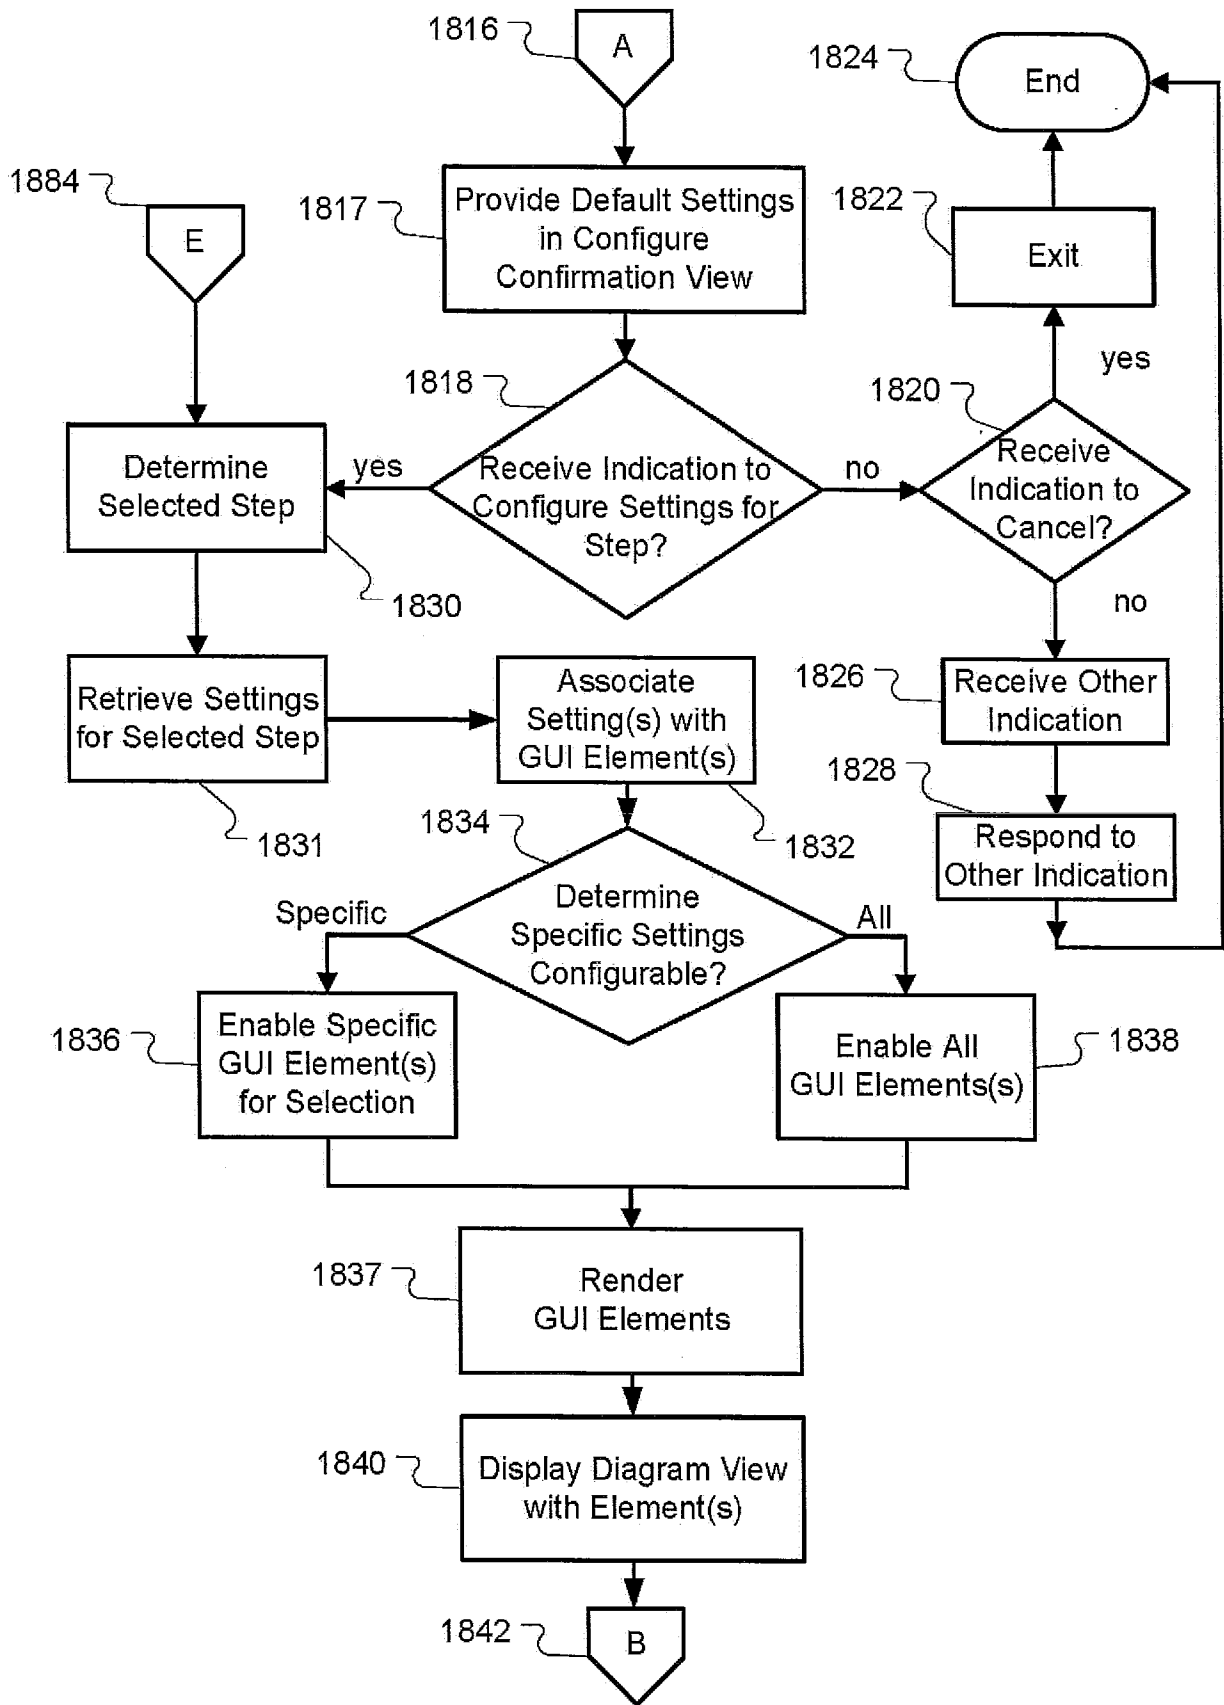 1816
A
1824
End
1884
E
1817
Provide Default Settings
in Configure
Confirmation View
1822
Exit
yes
1818
1820
Receive
Indication to
Cancel?
Determine
Selected Step
yes
Receive Indication to
Configure Settings for
Step?
no
1830
no
Retrieve Settings
for Selected Step
Associate
Setting(s) with
GUI Element(s)
1826
Receive Other
Indication
1831
1834
1832
1828
Respond to
Other Indication
Specific
Determine
Specific Settings
Configurable?
All
1836
Enable Specific
GUI Element(s)
for Selection
Enable All
GUI Elements(s)
1838
1837
Render
GUI Elements
1840
Display Diagram View
with Element(s)
1842
B